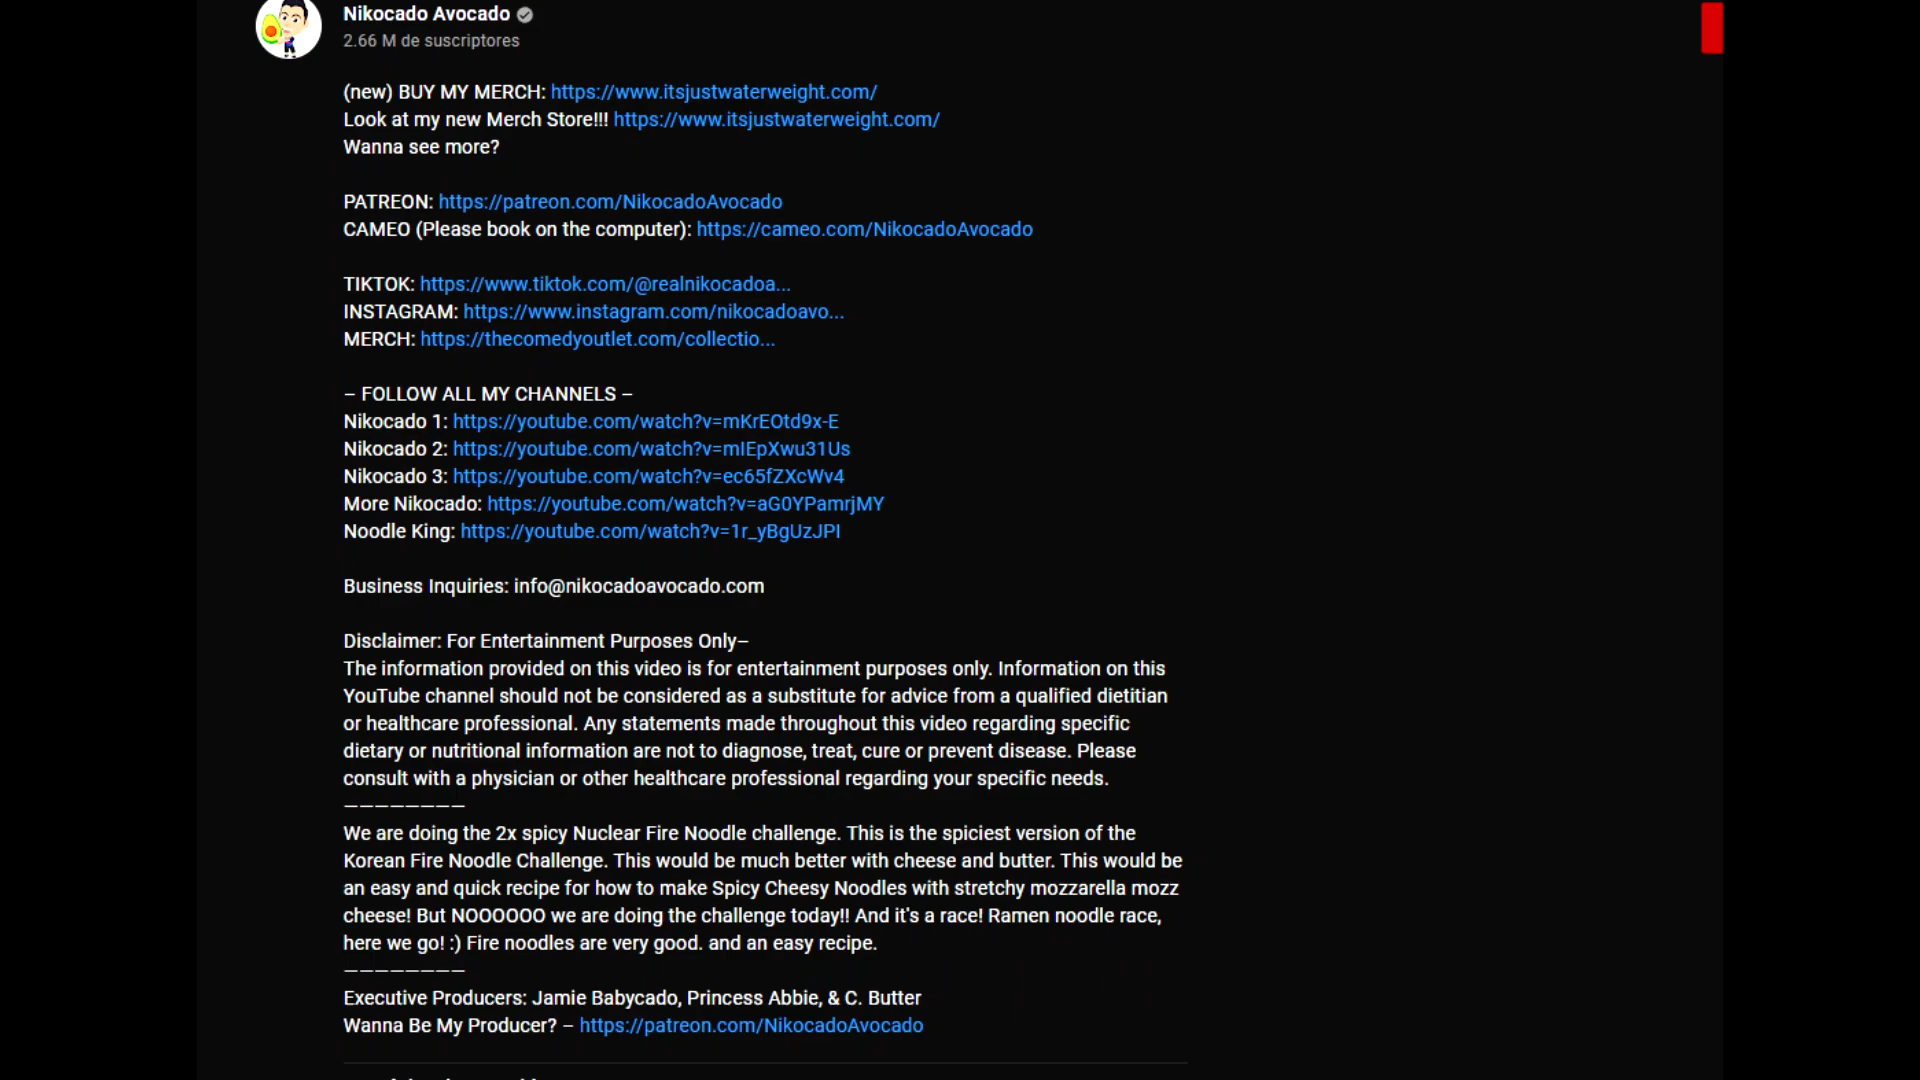 Nikocado Avocado
2.66 M de suscriptores
(new) BUY MY MERCH: https://www.itsjustwaterweight.com/
Look at my new Merch Store!!! https://www.itsjustwaterweight.com/
Wanna see more?
PATREON: https://patreon.com/NikocadoAvocado
CAMEO (Please book on the computer): https://cameo.com/NikocadoAvocado
TIKTOK: https://www.tiktok.com/@realnikocadoa...
INSTAGRAM: https://www.instagram.com/nikocadoavo...
MERCH: https://thecomedyoutlet.com/collectio...
– FOLLOW ALL MY CHANNELS –
Nikocado 1: https://youtube.com/watch?v=mKrEOtd9x-E
Nikocado 2: https://youtube.com/watch?v=mIEpXwu31Us
Nikocado 3: https://youtube.com/watch?v=ec65fZXcWv4
More Nikocado: https://youtube.com/watch?v=aG0YPamrjMY
Noodle King: https://youtube.com/watch?v=1r_yBgUzJPI
Business Inquiries: info@nikocadoavocado.com
Disclaimer: For Entertainment Purposes Only–
The information provided on this video is for entertainment purposes only. Information on this
YouTube channel should not be considered as a substitute for advice from a qualified dietitian
or healthcare professional. Any statements made throughout this video regarding specific
dietary or nutritional information are not to diagnose, treat, cure or prevent disease. Please
consult with a physician or other healthcare professional regarding your specific needs.
————————
We are doing the 2x spicy Nuclear Fire Noodle challenge. This is the spiciest version of the
Korean Fire Noodle Challenge. This would be much better with cheese and butter. This would be
an easy and quick recipe for how to make Spicy Cheesy Noodles with stretchy mozzarella mozz
cheese! But NOOOOOO we are doing the challenge today!! And it's a race! Ramen noodle race,
here we go! :) Fire noodles are very good. and an easy recipe.
————————
Executive Producers: Jamie Babycado, Princess Abbie, & C. Butter
Wanna Be My Producer? – https://patreon.com/NikocadoAvocado